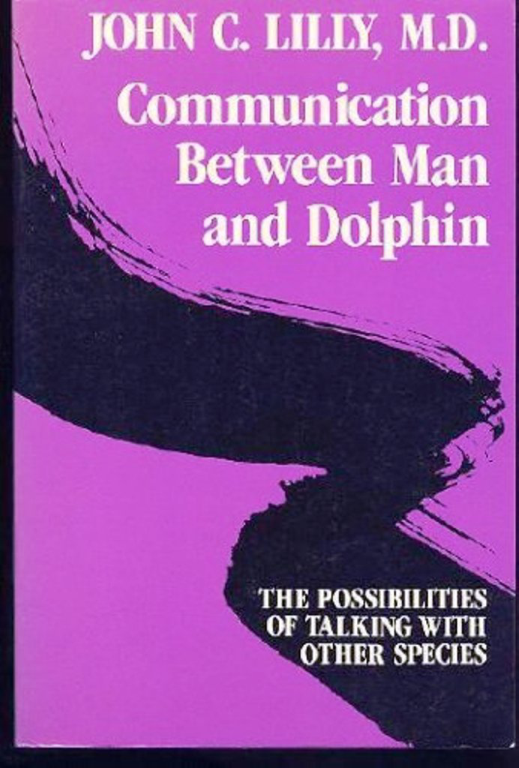 JOHN C. LILLY, M.D.
Communication
Between Man
and Dolphin
THE POSSIBILITIES
OF TALKING WITH
OTHER SPECIES